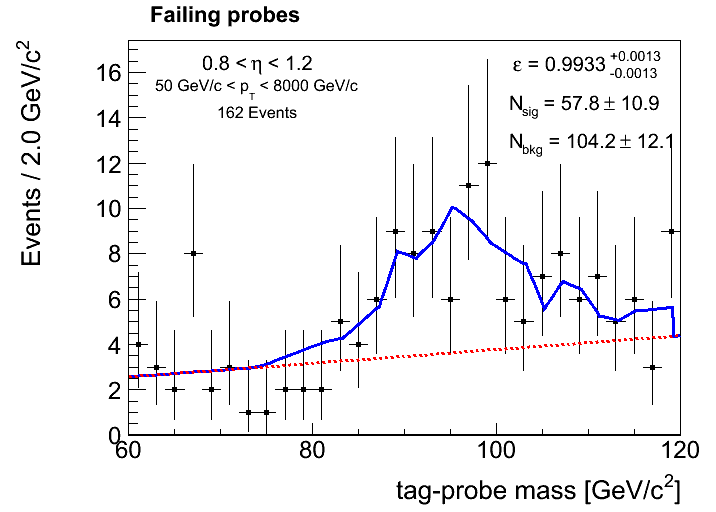 Failing probes
Events / 2.0 GeV/c²
0.8 < η < 1.2
50 GeV/c < p_T < 8000 GeV/c
162 Events
ε = 0.9933 +0.0013 -0.0013
N_sig = 57.8 ± 10.9
N_bkg = 104.2 ± 12.1
16
14
12
10
8
6
4
2
0
60 80 100 120
tag-probe mass [GeV/c²]